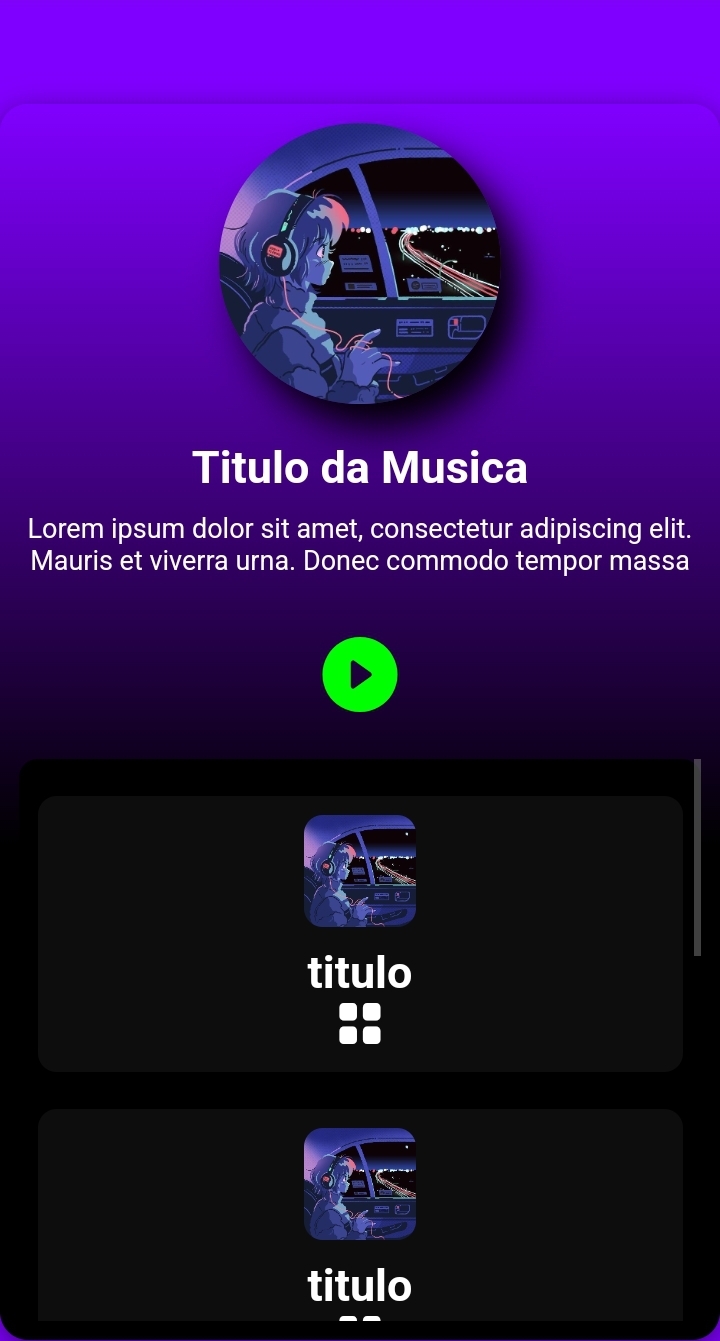 Titulo da Musica
Lorem ipsum dolor sit amet, consectetur adipiscing elit.
Mauris et viverra urna. Donec commodo tempor massa
titulo
titulo